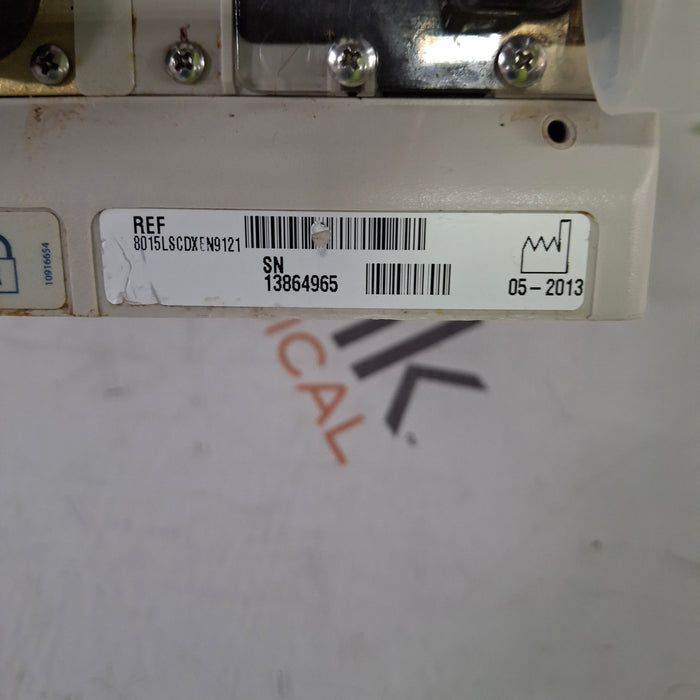 REF
8015LSCDXEN9121
SN
13864965
05-2013
10916654
ICAL